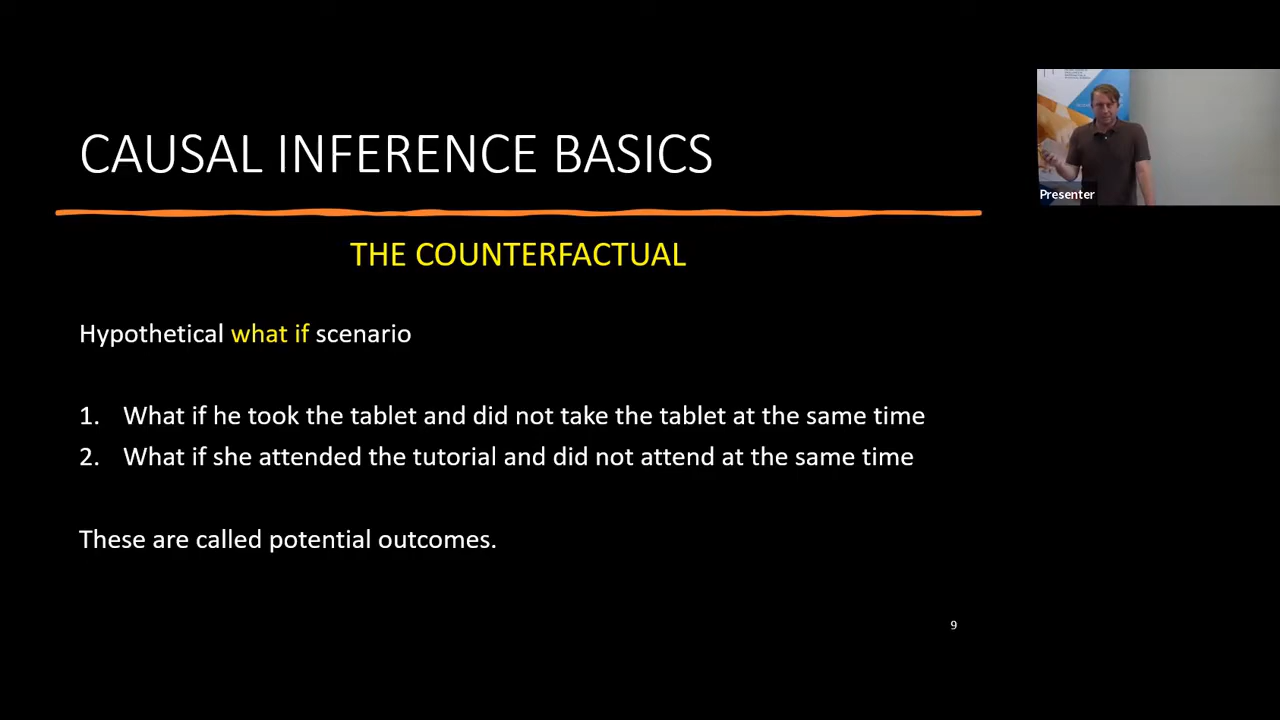 CAUSAL INFERENCE BASICS
THE COUNTERFACTUAL
Hypothetical what if scenario
1. What if he took the tablet and did not take the tablet at the same time
2. What if she attended the tutorial and did not attend at the same time
These are called potential outcomes.
9
Presenter